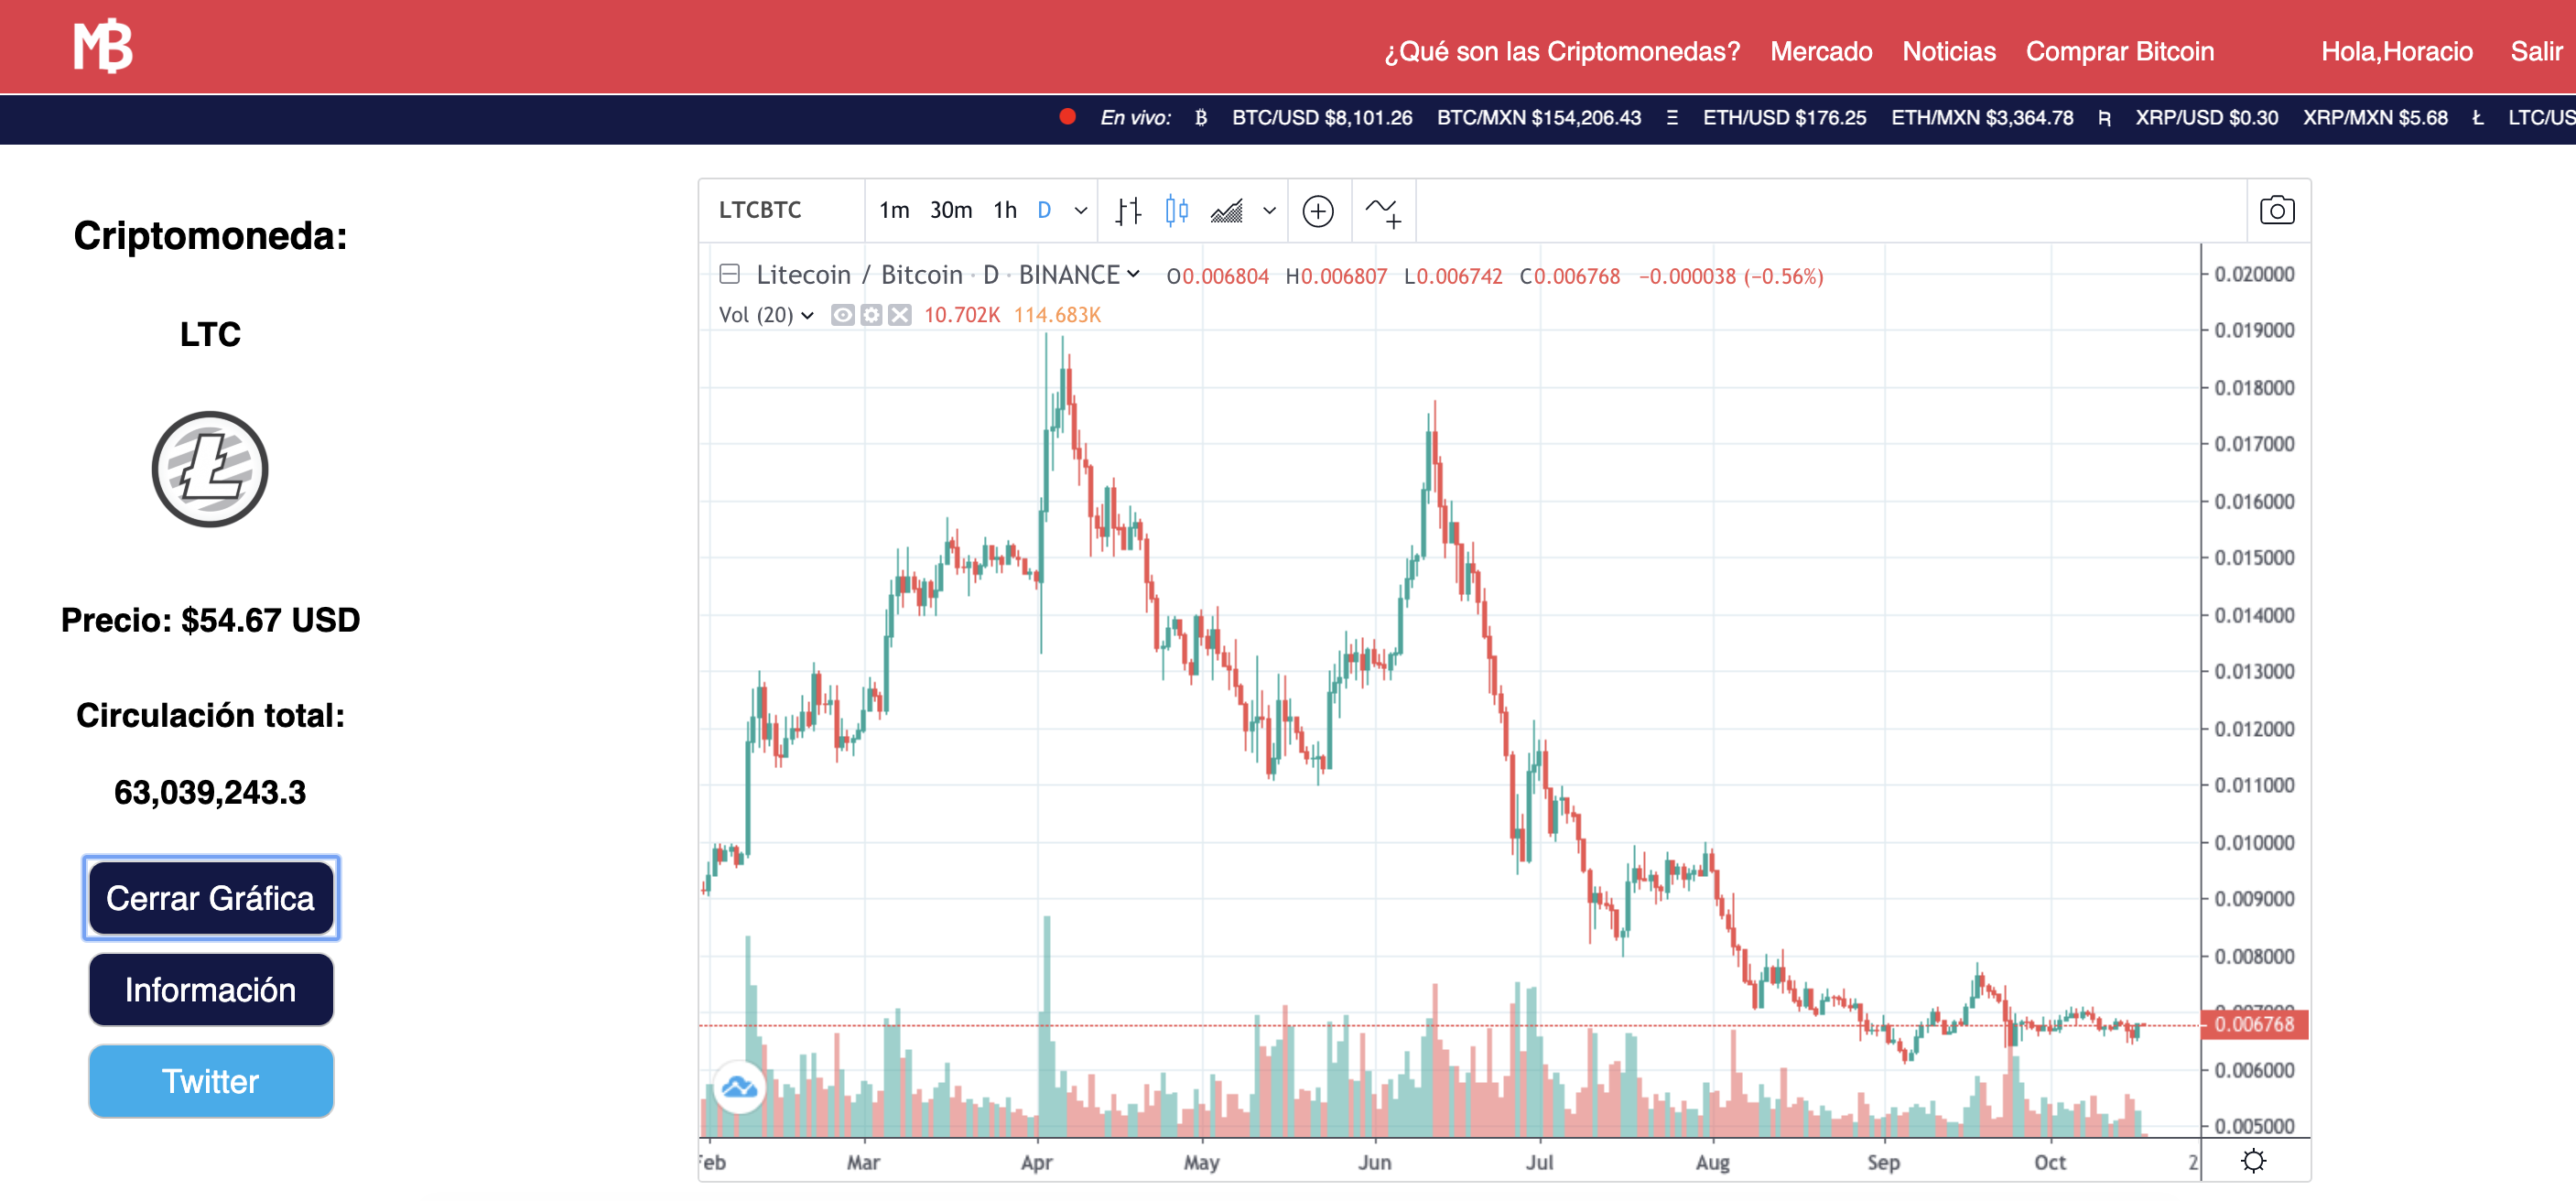 MB
¿Qué son las Criptomonedas? Mercado Noticias Comprar Bitcoin Hola,Horacio Salir
En vivo: ₿ BTC/USD $8,101.26 BTC/MXN $154,206.43 Ξ ETH/USD $176.25 ETH/MXN $3,364.78 XRP/USD $0.30 XRP/MXN $5.68 Ł LTC/US
Criptomoneda:
LTC
Precio: $54.67 USD
Circulación total:
63,039,243.3
Cerrar Gráfica
Información
Twitter
LTCBTC 1m 30m 1h D
Litecoin / Bitcoin · D · BINANCE O0.006804 H0.006807 L0.006742 C0.006768 −0.000038 (−0.56%)
Vol (20) 10.702K 114.683K
0.020000
0.019000
0.018000
0.017000
0.016000
0.015000
0.014000
0.013000
0.012000
0.011000
0.010000
0.009000
0.008000
0.006768
0.006000
0.005000
Feb Mar Apr May Jun Jul Aug Sep Oct 2